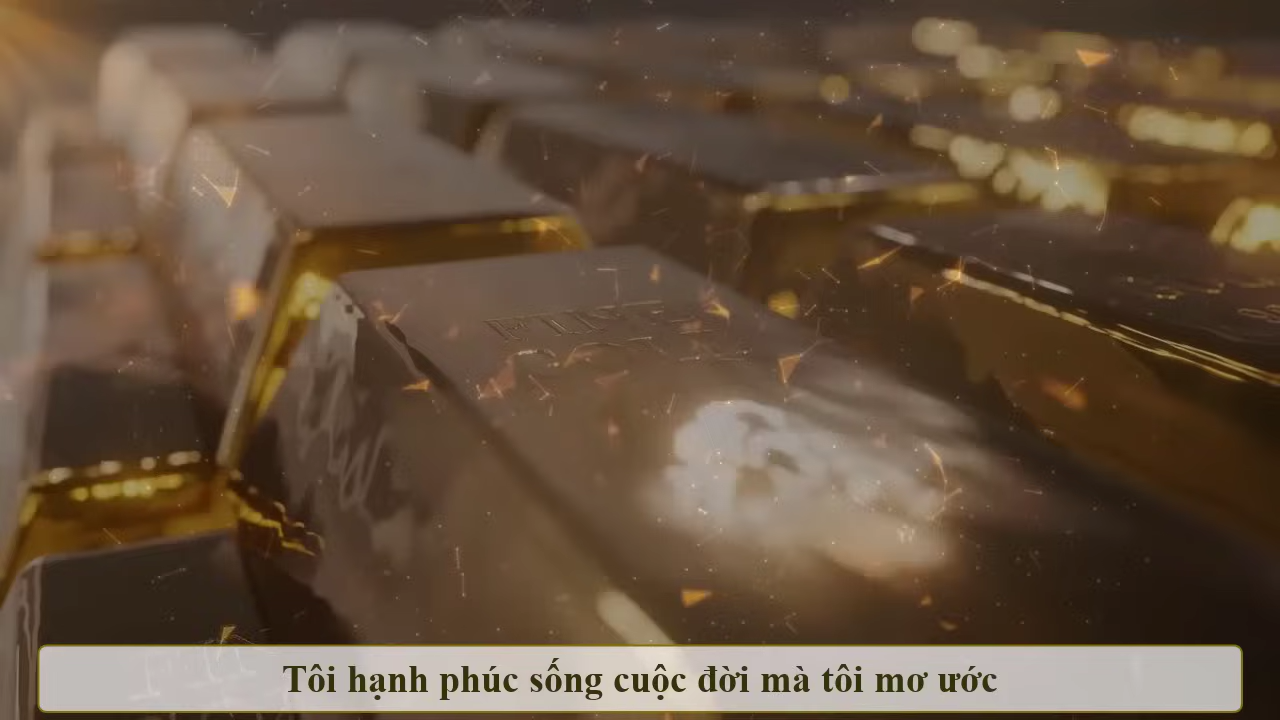 Tôi hạnh phúc sống cuộc đời mà tôi mơ ước